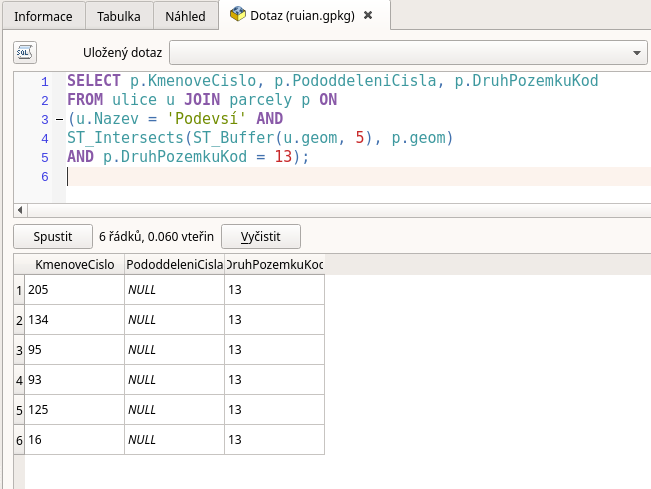 Informace Tabulka Náhled Dotaz (ruian.gpkg) ✖
SQL Uložený dotaz
1 SELECT p.KmenoveCislo, p.PododdeleniCisla, p.DruhPozemkuKod
2 FROM ulice u JOIN parcely p ON
3 (u.Nazev = 'Podevsí' AND
4 ST_Intersects(ST_Buffer(u.geom, 5), p.geom)
5 AND p.DruhPozemkuKod = 13);
6
Spustit 6 řádků, 0.060 vteřin Vyčistit
KmenoveCislo PododdeleniCisla DruhPozemkuKod
1 205 NULL 13
2 134 NULL 13
3 95 NULL 13
4 93 NULL 13
5 125 NULL 13
6 16 NULL 13